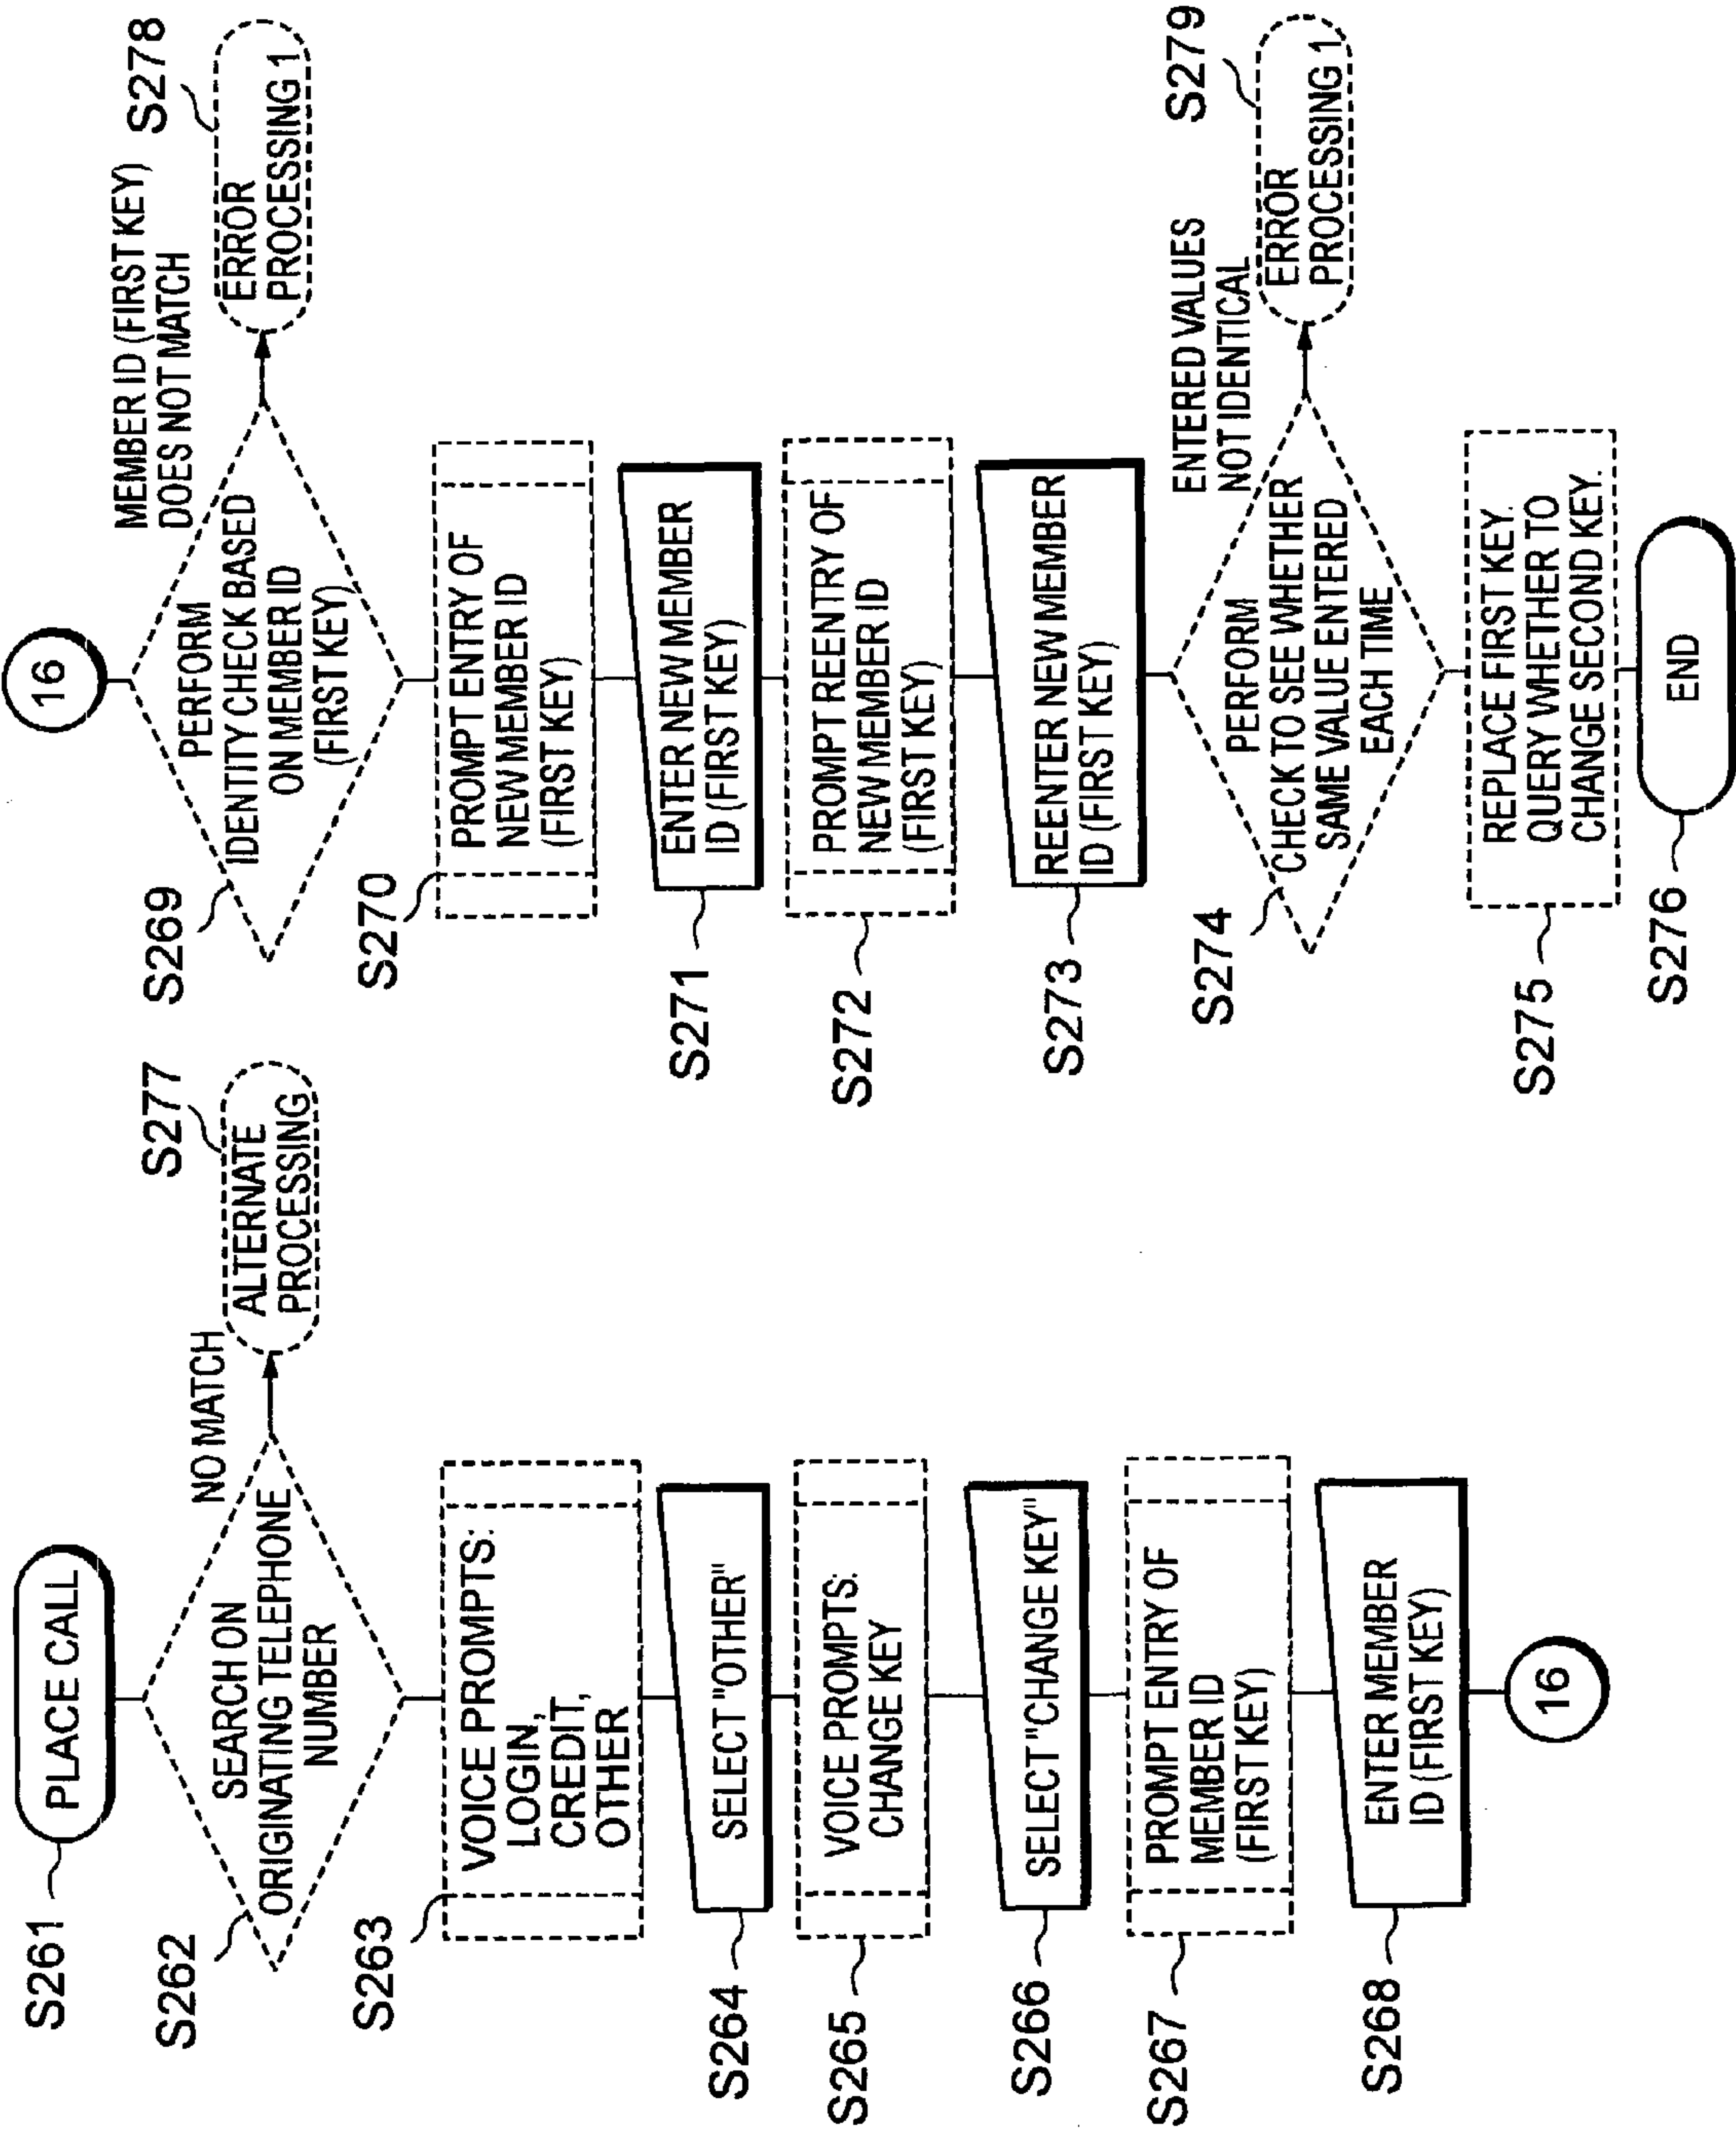 S261
PLACE CALL
S262
SEARCH ON
ORIGINATING TELEPHONE
NUMBER
NO MATCH
S277
ALTERNATE
PROCESSING
S263
VOICE PROMPTS:
LOGIN,
CREDIT,
OTHER
S264
SELECT "OTHER"
S265
VOICE PROMPTS:
CHANGE KEY
S266
SELECT "CHANGE KEY"
S267
PROMPT ENTRY OF
MEMBER ID
(FIRST KEY)
S268
ENTER MEMBER
ID (FIRST KEY)
16
16
S269
PERFORM
IDENTITY CHECK BASED
ON MEMBER ID
(FIRST KEY)
MEMBER ID (FIRST KEY)
DOES NOT MATCH
S278
ERROR
PROCESSING 1
S270
PROMPT ENTRY OF
NEW MEMBER ID
(FIRST KEY)
S271
ENTER NEW MEMBER
ID (FIRST KEY)
S272
PROMPT REENTRY OF
NEW MEMBER ID
(FIRST KEY)
S273
REENTER NEW MEMBER
ID (FIRST KEY)
S274
PERFORM
CHECK TO SEE WHETHER
SAME VALUE ENTERED
EACH TIME
ENTERED VALUES
NOT IDENTICAL
S279
ERROR
PROCESSING 1
S275
REPLACE FIRST KEY.
QUERY WHETHER TO
CHANGE SECOND KEY.
S276
END